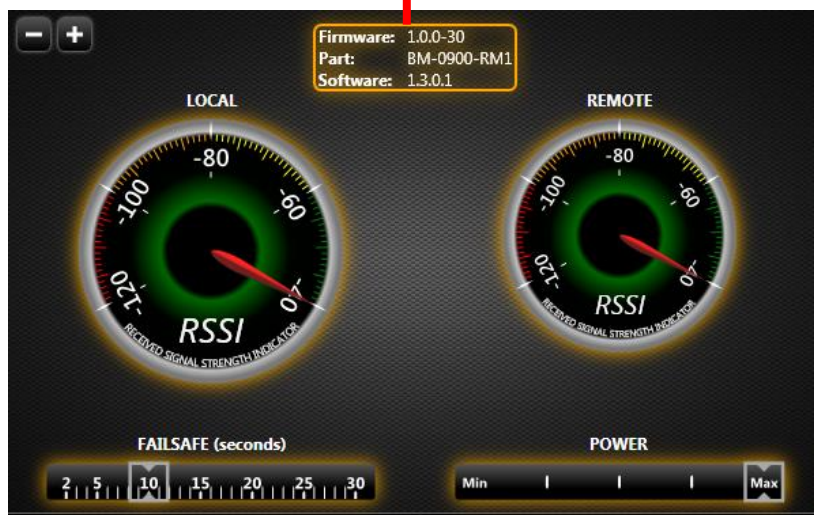 − +
Firmware: 1.0.0-30
Part: BM-0900-RM1
Software: 1.3.0.1
LOCAL
-120 -100 -80 -60 -40
RSSI
RECEIVED SIGNAL STRENGTH INDICATOR
REMOTE
-120 -100 -80 -60 -40
RSSI
RECEIVED SIGNAL STRENGTH INDICATOR
FAILSAFE (seconds)
2 5 10 15 20 25 30
POWER
Min Max